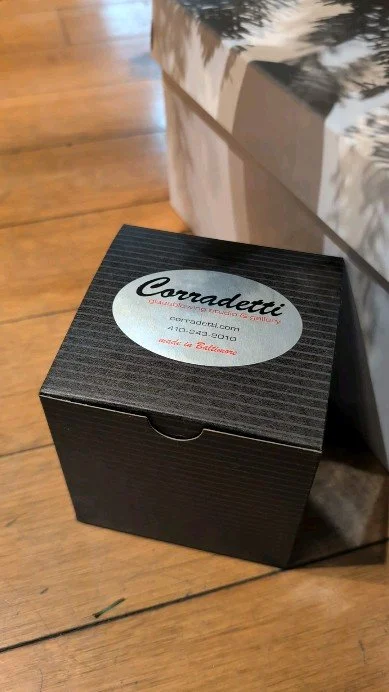 Corradetti
glassblowing studio & gallery
corradetti.com
410-243-2010
made in Baltimore